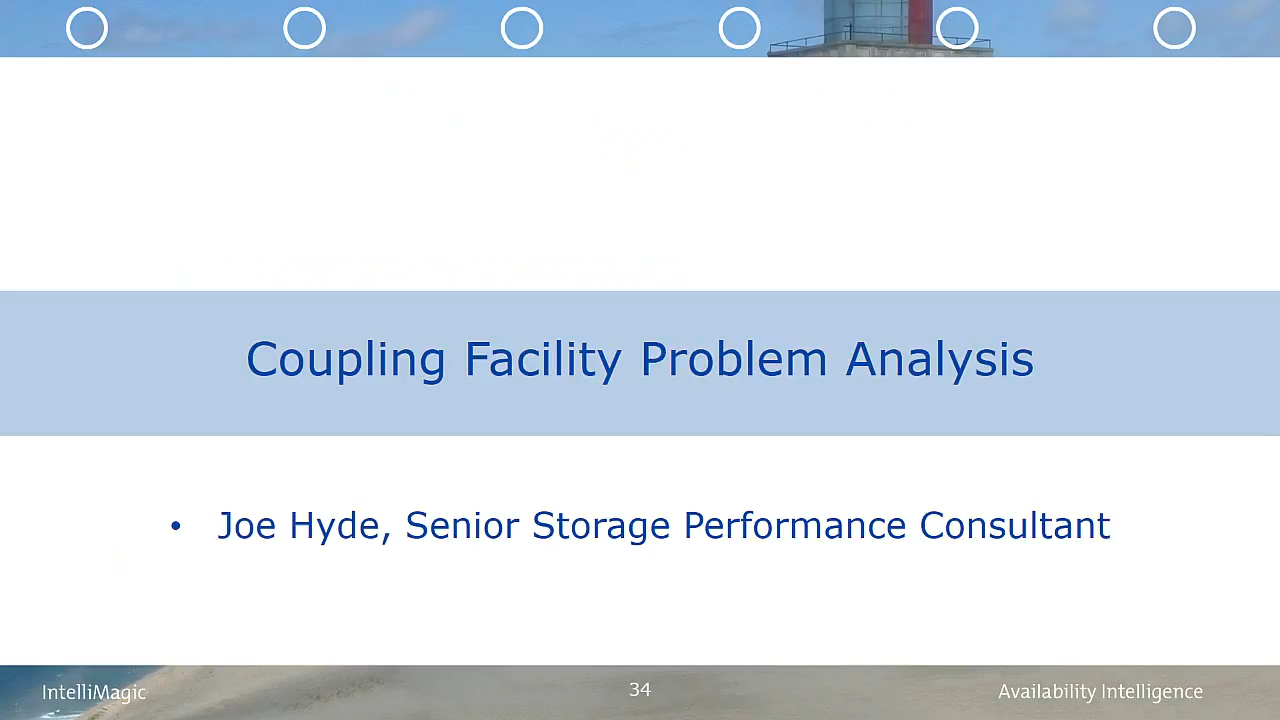 Coupling Facility Problem Analysis
• Joe Hyde, Senior Storage Performance Consultant
IntelliMagic
34
Availability Intelligence